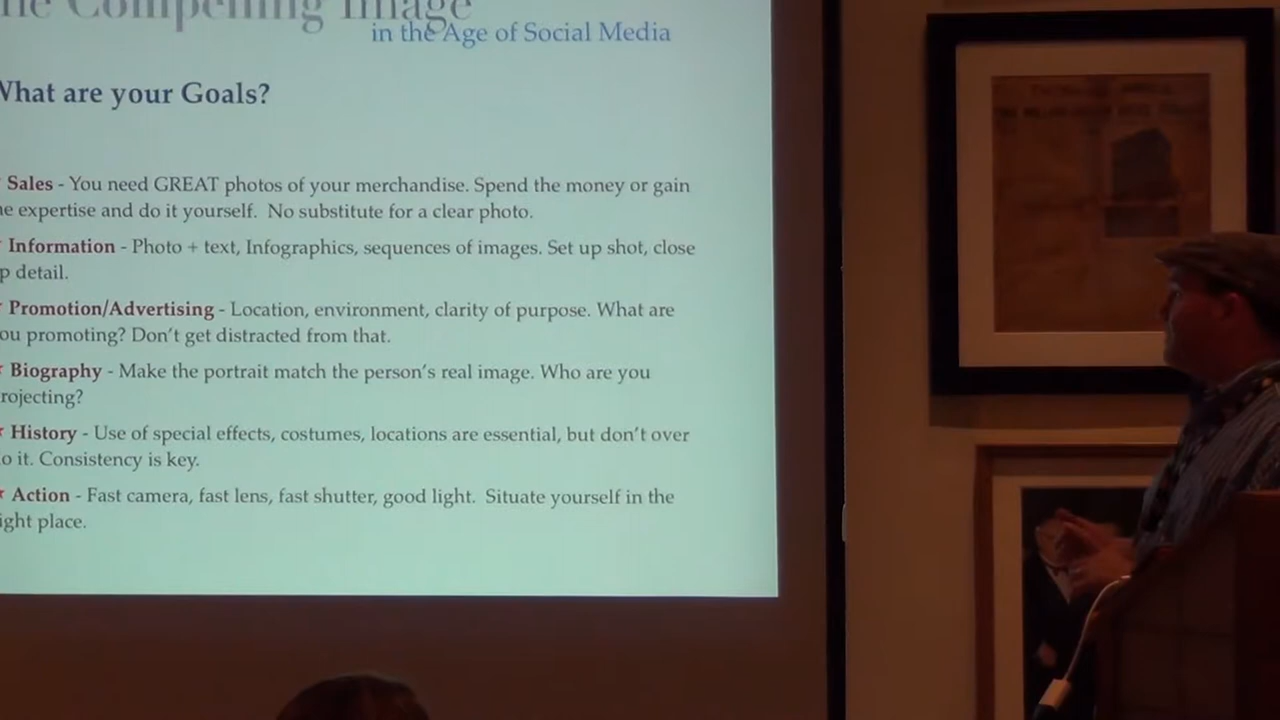 he Compelling Image
in the Age of Social Media
What are your Goals?
Sales - You need GREAT photos of your merchandise. Spend the money or gain
e expertise and do it yourself. No substitute for a clear photo.
Information - Photo + text, Infographics, sequences of images. Set up shot, close
p detail.
Promotion/Advertising - Location, environment, clarity of purpose. What are
ou promoting? Don't get distracted from that.
Biography - Make the portrait match the person's real image. Who are you
rojecting?
History - Use of special effects, costumes, locations are essential, but don't over
o it. Consistency is key.
Action - Fast camera, fast lens, fast shutter, good light. Situate yourself in the
ight place.